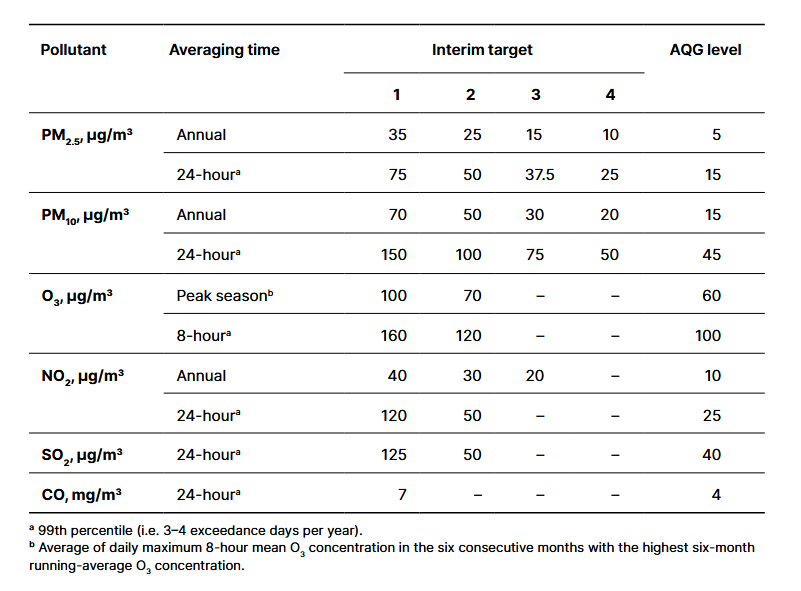 Pollutant Averaging time Interim target AQG level
1 2 3 4
PM₂.₅, µg/m³ Annual 35 25 15 10 5
24-hourᵃ 75 50 37.5 25 15
PM₁₀, µg/m³ Annual 70 50 30 20 15
24-hourᵃ 150 100 75 50 45
O₃, µg/m³ Peak seasonᵇ 100 70 – – 60
8-hourᵃ 160 120 – – 100
NO₂, µg/m³ Annual 40 30 20 – 10
24-hourᵃ 120 50 – – 25
SO₂, µg/m³ 24-hourᵃ 125 50 – – 40
CO, mg/m³ 24-hourᵃ 7 – – – 4
ᵃ 99th percentile (i.e. 3–4 exceedance days per year).
ᵇ Average of daily maximum 8-hour mean O₃ concentration in the six consecutive months with the highest six-month
running-average O₃ concentration.